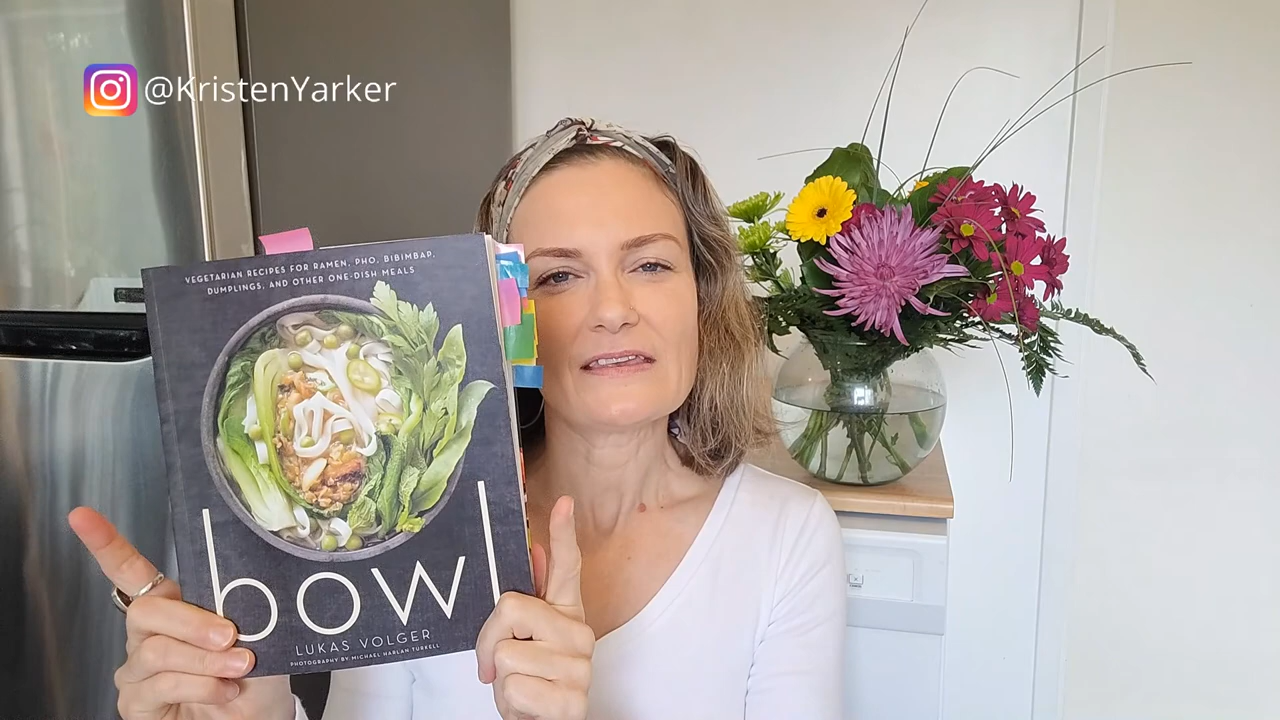 @KristenYarker
VEGETARIAN RECIPES FOR RAMEN, PHO, BIBIMBAP,
DUMPLINGS, AND OTHER ONE-DISH MEALS
bowl
LUKAS VOLGER
PHOTOGRAPHY BY MICHAEL HARLAN TURKELL